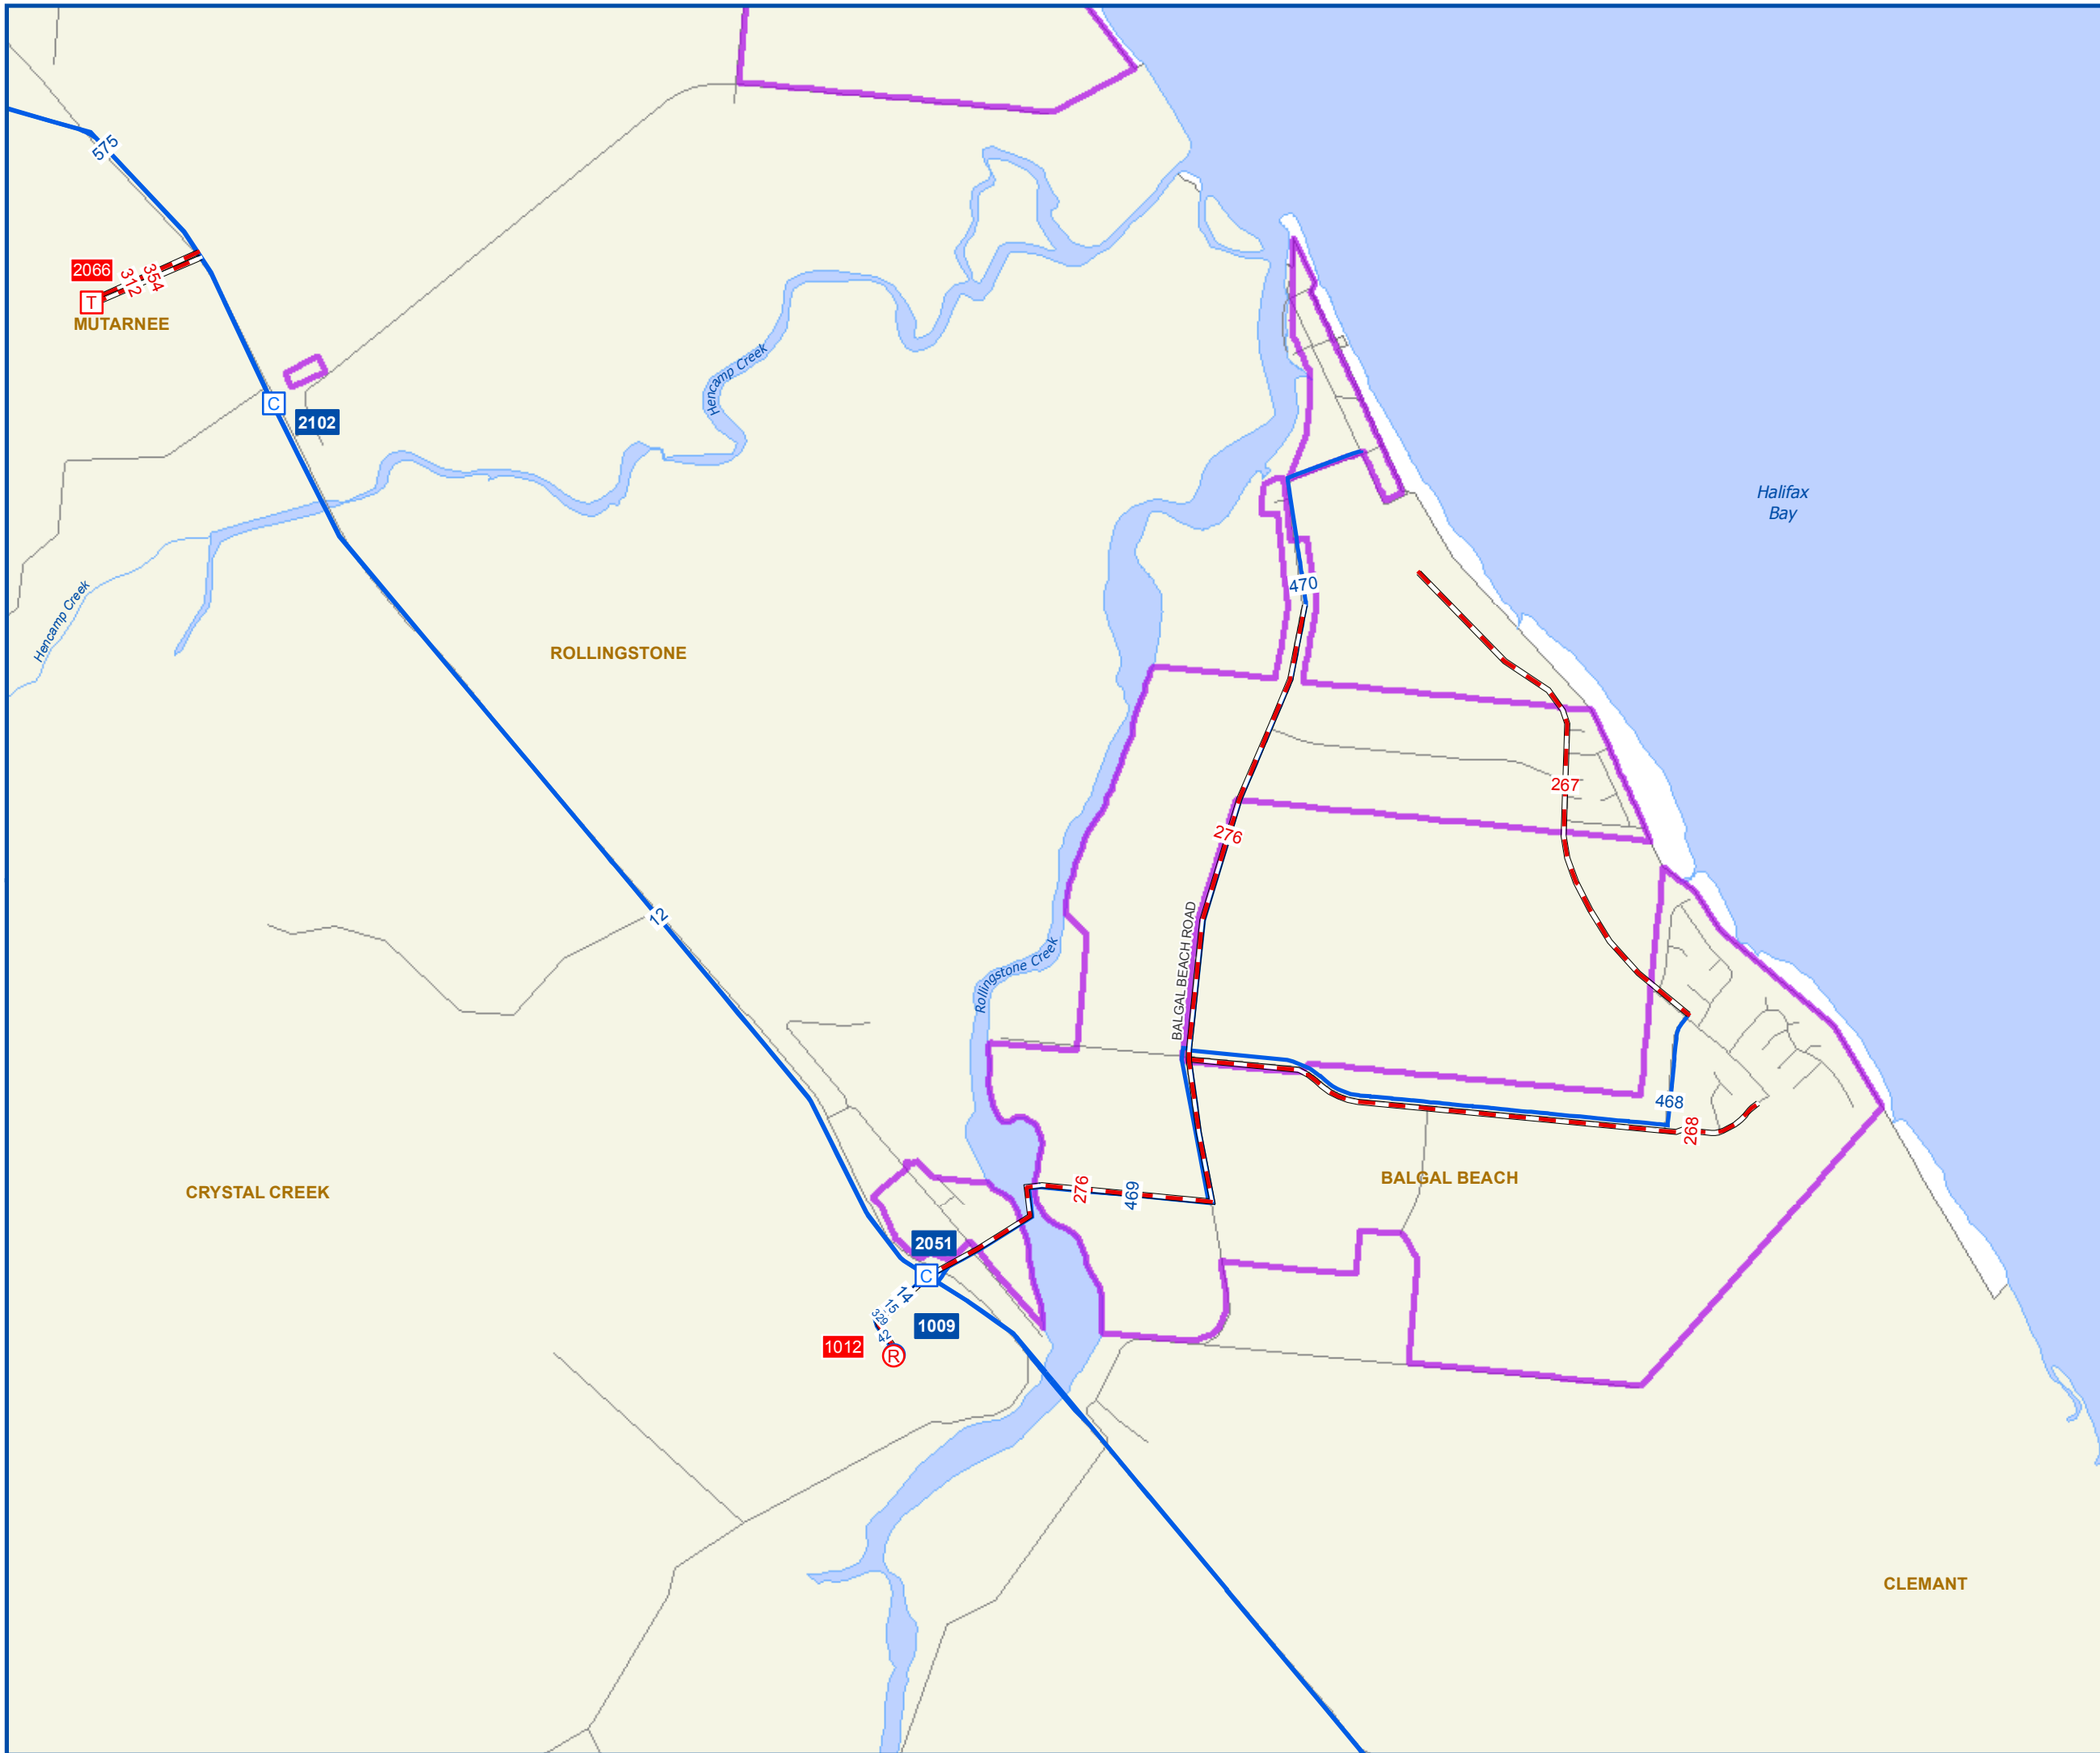 575
2066
354
312
T
MUTARNEE
C
2102
Hencamp Creek
Hencamp Creek
Halifax
Bay
470
ROLLINGSTONE
267
276
12
BALGAL BEACH ROAD
Rollingstone Creek
468
268
BALGAL BEACH
276
469
CRYSTAL CREEK
2051
C
14
15
329
42
1009
1012
R
CLEMANT